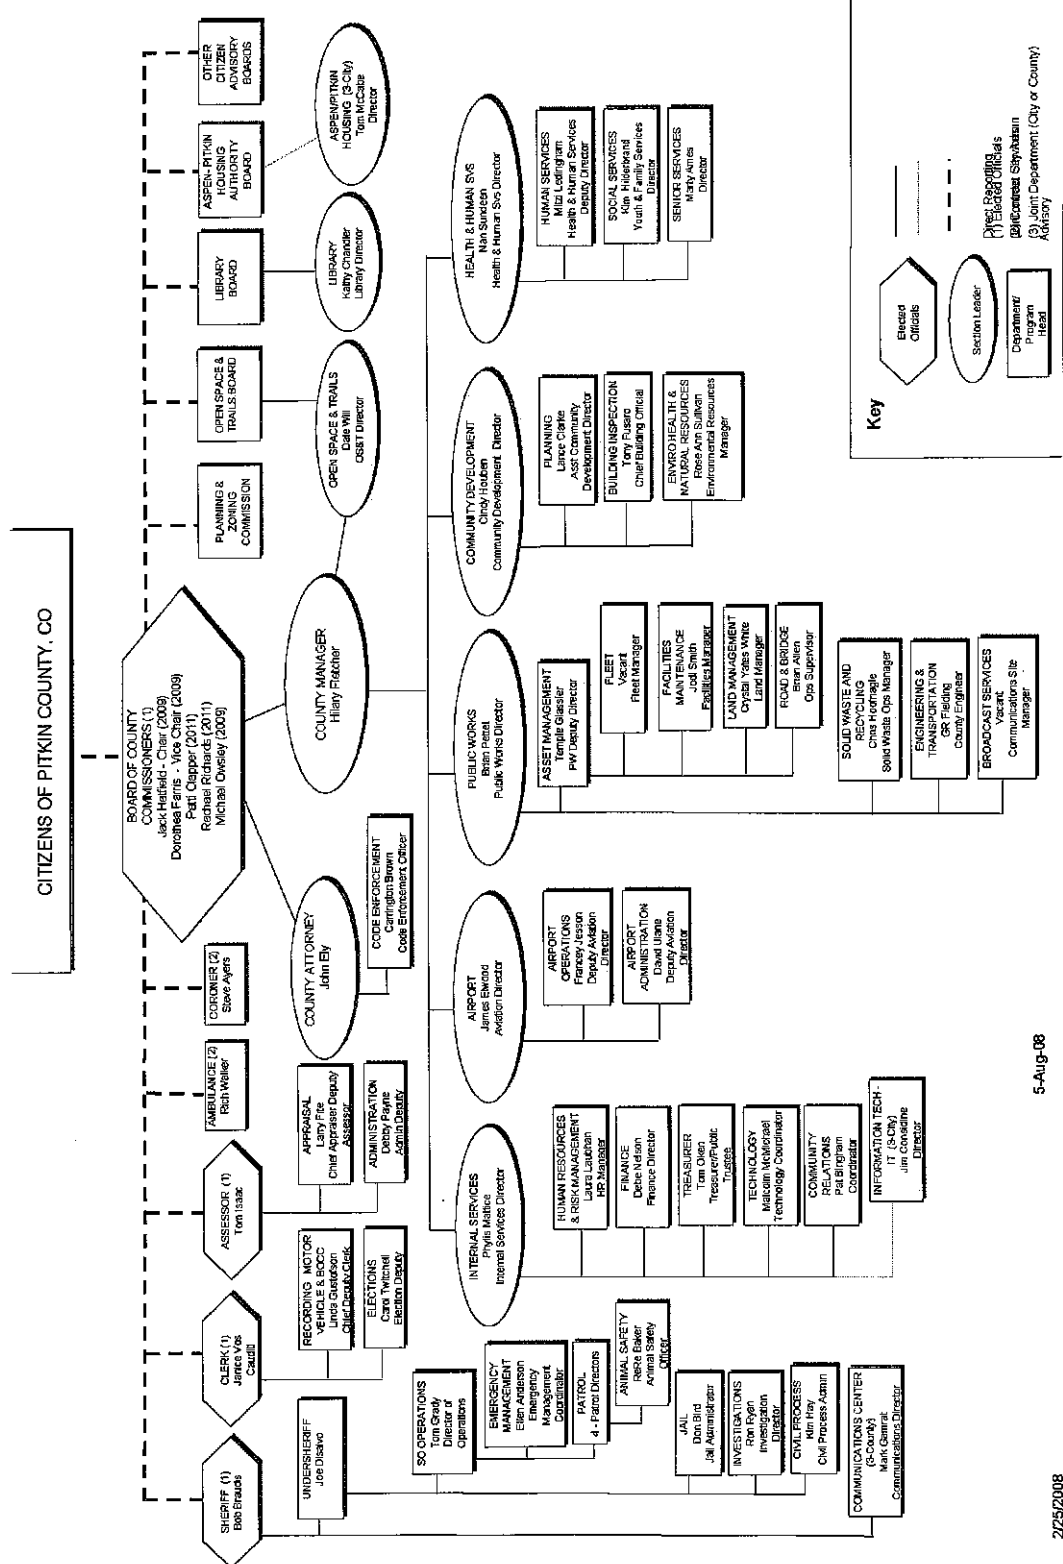 CITIZENS OF PITKIN COUNTY, CO
BOARD OF COUNTY
COMMISSIONERS (1)
Jack Hatfield - Chair (2009)
Dorothea Farris - Vice Chair (2009)
Patti Clapper (2011)
Rachael Richards (2011)
Michael Owsley (2009)
SHERIFF (1)
Bob Braudis
CLERK (1)
Janice Vos
Caudill
ASSESSOR (1)
Tom Isaac
AMBULANCE (2)
Rich Walker
CORONER (2)
Steve Ayers
PLANNING &
ZONING
COMMISSION
OPEN SPACE &
TRAILS BOARD
LIBRARY
BOARD
ASPEN-PITKIN
HOUSING
AUTHORITY
BOARD
OTHER
CITIZEN
ADVISORY
BOARDS
UNDERSHERIFF
Joe Disalvo
RECORDING MOTOR
VEHICLE & BOCC
Linda Gustafson
Chief Deputy Clerk
ELECTIONS
Carol Twitchell
Election Deputy
APPRAISAL
Larry Fite
Chief Appraiser Deputy
Assessor
ADMINISTRATION
Debby Payne
Admin Deputy
COUNTY ATTORNEY
John Ely
CODE ENFORCEMENT
Carrington Brown
Code Enforcement Officer
COUNTY MANAGER
Hilary Fletcher
OPEN SPACE & TRAILS
Dale Will
OS&T Director
LIBRARY
Kathy Chandler
Library Director
ASPEN/PITKIN
HOUSING (3-City)
Tom McCabe
Director
SO OPERATIONS
Tom Grady
Director of
Operations
EMERGENCY
MANAGEMENT
Ellen Anderson
Emergency
Management
Coordinator
PATROL
4 - Patrol Directors
ANIMAL SAFETY
ReRe Baker
Animal Safety
Officer
JAIL
Don Bird
Jail Administrator
INVESTIGATIONS
Ron Ryan
Investigation
Director
CIVIL PROCESS
Kim Hay
Civil Process Admin
COMMUNICATIONS CENTER
(3-County)
Mark Gamrat
Communications Director
INTERNAL SERVICES
Phylis Mattice
Internal Services Director
HUMAN RESOURCES
& RISK MANAGEMENT
Laura Laubhan
HR Manager
FINANCE
Debe Nelson
Finance Director
TREASURER
Tom Oken
Treasurer/Public
Trustee
TECHNOLOGY
Malcolm McMichael
Technology Coordinator
COMMUNITY
RELATIONS
Pat Bingham
Coordinator
INFORMATION TECH -
IT (3-City)
Jim Considine
Director
AIRPORT
James Elwood
Aviation Director
AIRPORT
OPERATIONS
Francey Jesson
Deputy Aviation
Director
AIRPORT
ADMINISTRATION
David Ulane
Deputy Aviation
Director
PUBLIC WORKS
Brian Pettet
Public Works Director
ASSET MANAGEMENT
Temple Glassier
PW Deputy Director
FLEET
Vacant
Fleet Manager
FACILITIES
MAINTENANCE
Jodi Smith
Facilities Manager
LAND MANAGEMENT
Crystal Yates White
Land Manager
ROAD & BRIDGE
Brian Allen
Ops Supervisor
SOLID WASTE AND
RECYCLING
Chris Hoofnagle
Solid Waste Ops Manager
ENGINEERING &
TRANSPORTATION
GR Fielding
County Engineer
BROADCAST SERVICES
Vacant
Communications Site
Manager
COMMUNITY DEVELOPMENT
Cindy Houben
Community Development Director
PLANNING
Lance Clarke
Asst Community
Development Director
BUILDING INSPECTION
Tony Fusaro
Chief Building Official
ENVIRO HEALTH &
NATURAL RESOURCES
Rose Ann Sullivan
Environmental Resources
Manager
HEALTH & HUMAN SVS
Nan Sundeen
Health & Human Svs Director
HUMAN SERVICES
Mitzi Ledingham
Health & Human Services
Deputy Director
SOCIAL SERVICES
Kim Hilderbrand
Youth & Family Services
Director
SENIOR SERVICES
Marty Ames
Director
Key
Elected
Officials
Section Leader
Department/
Program
Head
Direct Reporting
(1) Elected Officials
(3) Joint Department (City or County)
Advisory
2/25/2008
5-Aug-08